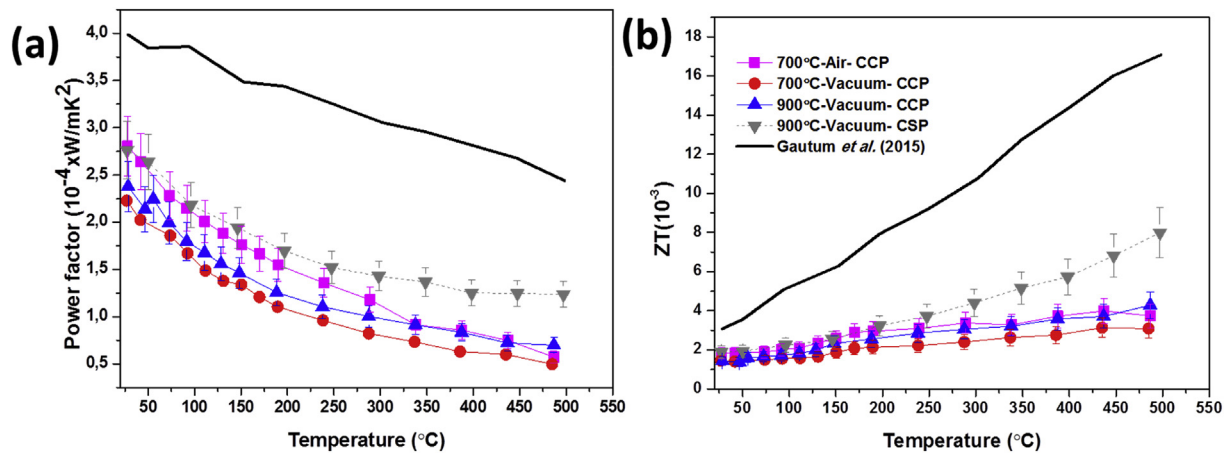 (a)
4,0
3,5
3,0
2,5
2,0
1,5
1,0
0,5
Power factor (10⁻⁴xW/mK²)
50 100 150 200 250 300 350 400 450 500 550
Temperature (°C)
(b)
18
16
14
12
10
8
6
4
2
0
ZT(10⁻³)
700°C-Air- CCP
700°C-Vacuum- CCP
900°C-Vacuum- CCP
900°C-Vacuum- CSP
Gautum et al. (2015)
50 100 150 200 250 300 350 400 450 500 550
Temperature (°C)